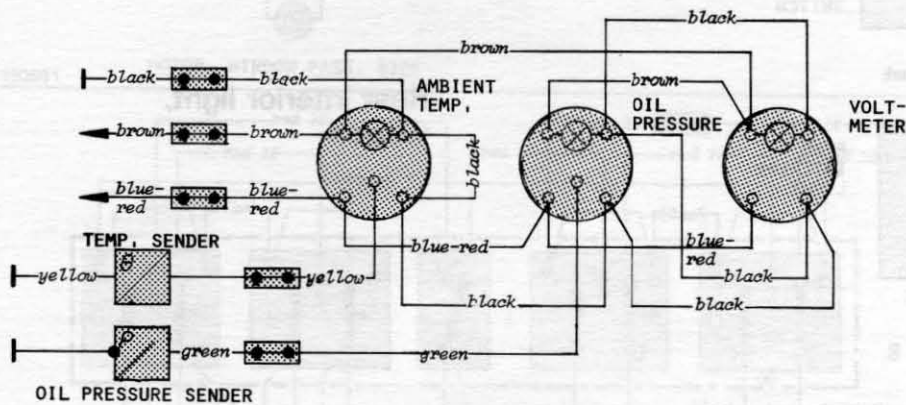 black
brown
black black
AMBIENT
TEMP.
brown
OIL
PRESSURE
VOLT-
METER
brown brown
black
blue-
red
blue-
red
TEMP. SENDER
blue-red
blue-
red
yellow
yellow
black
black
black
green
green
OIL PRESSURE SENDER